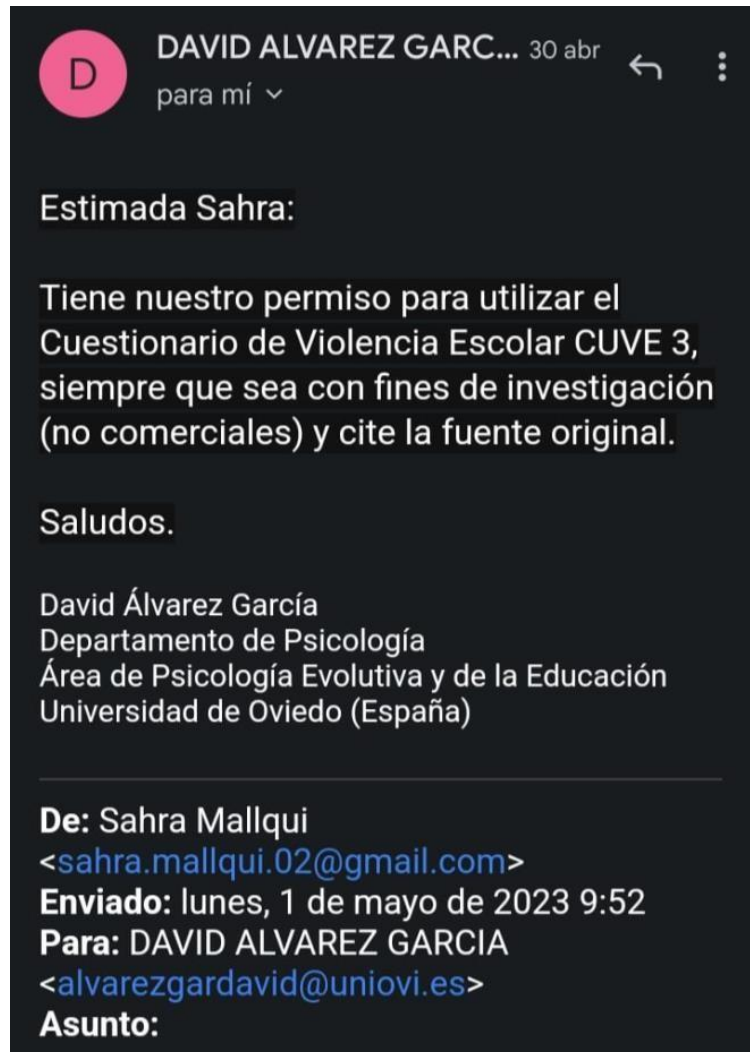 D
DAVID ALVAREZ GARC... 30 abr
para mí
Estimada Sahra:
Tiene nuestro permiso para utilizar el
Cuestionario de Violencia Escolar CUVE 3,
siempre que sea con fines de investigación
(no comerciales) y cite la fuente original.
Saludos.
David Álvarez García
Departamento de Psicología
Área de Psicología Evolutiva y de la Educación
Universidad de Oviedo (España)
De: Sahra Mallqui
<sahra.mallqui.02@gmail.com>
Enviado: lunes, 1 de mayo de 2023 9:52
Para: DAVID ALVAREZ GARCIA
<alvarezgardavid@uniovi.es>
Asunto: